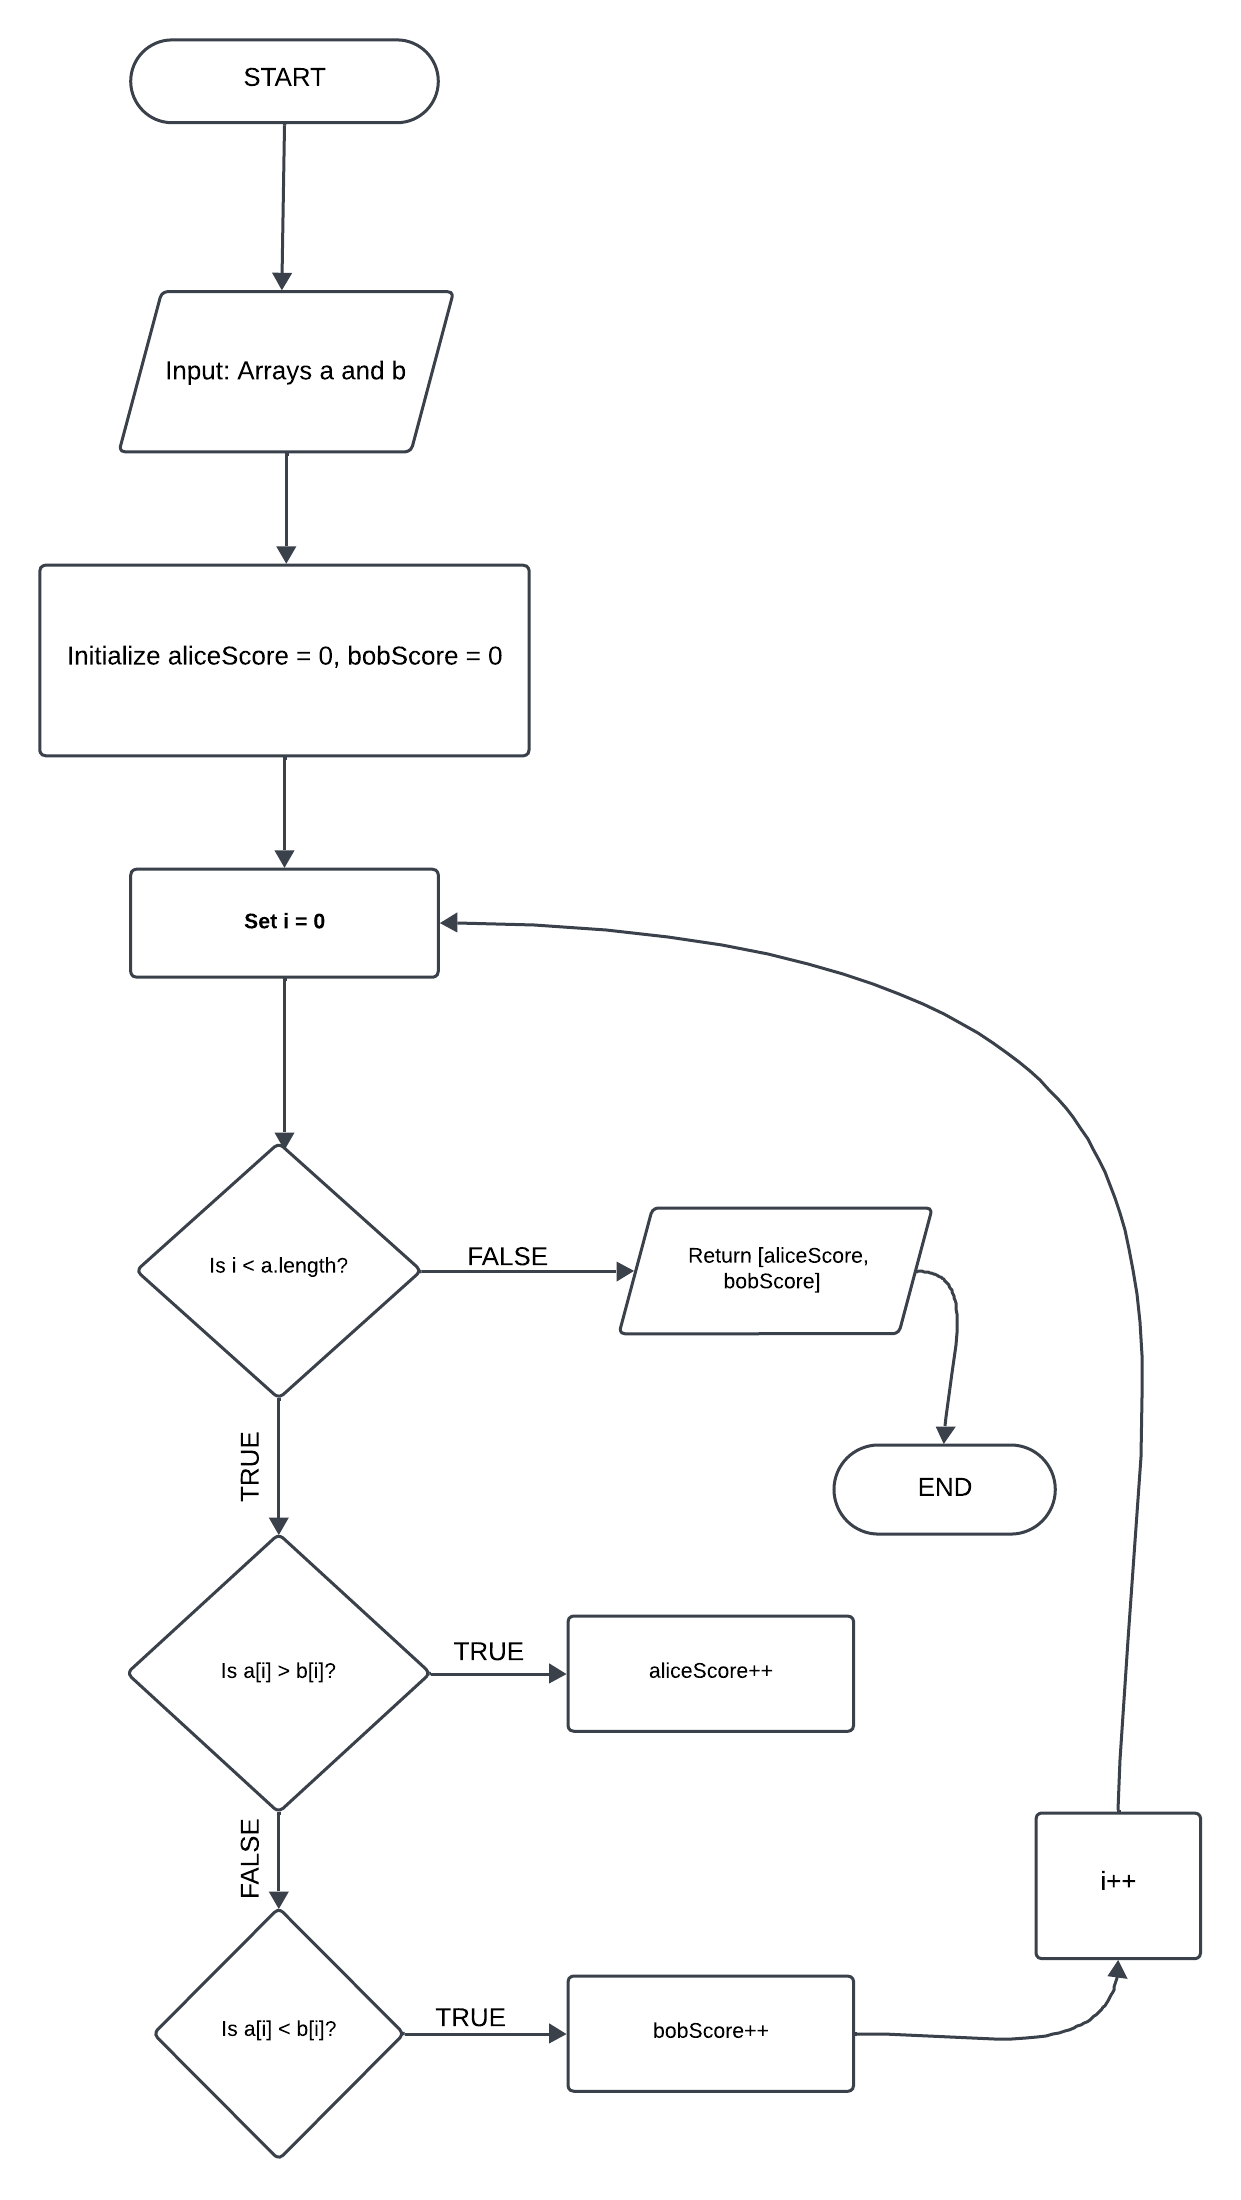 START
Input: Arrays a and b
Initialize aliceScore = 0, bobScore = 0
Set i = 0
Is i < a.length?
FALSE
Return [aliceScore,
bobScore]
TRUE
END
Is a[i] > b[i]?
TRUE
aliceScore++
FALSE
i++
Is a[i] < b[i]?
TRUE
bobScore++